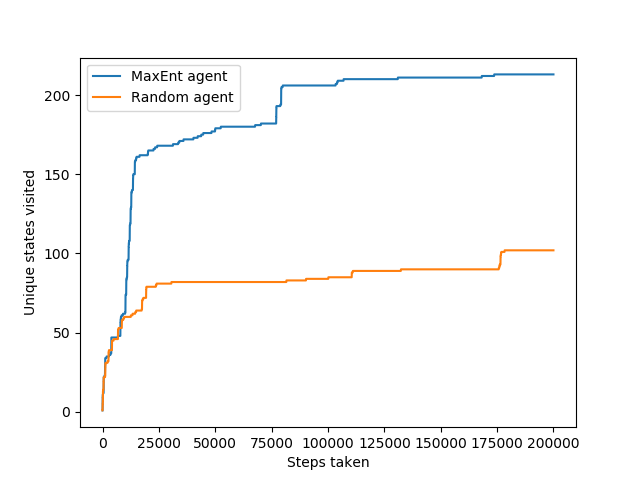 MaxEnt agent
Random agent
200
150
100
50
0
Unique states visited
0 25000 50000 75000 100000 125000 150000 175000 200000
Steps taken